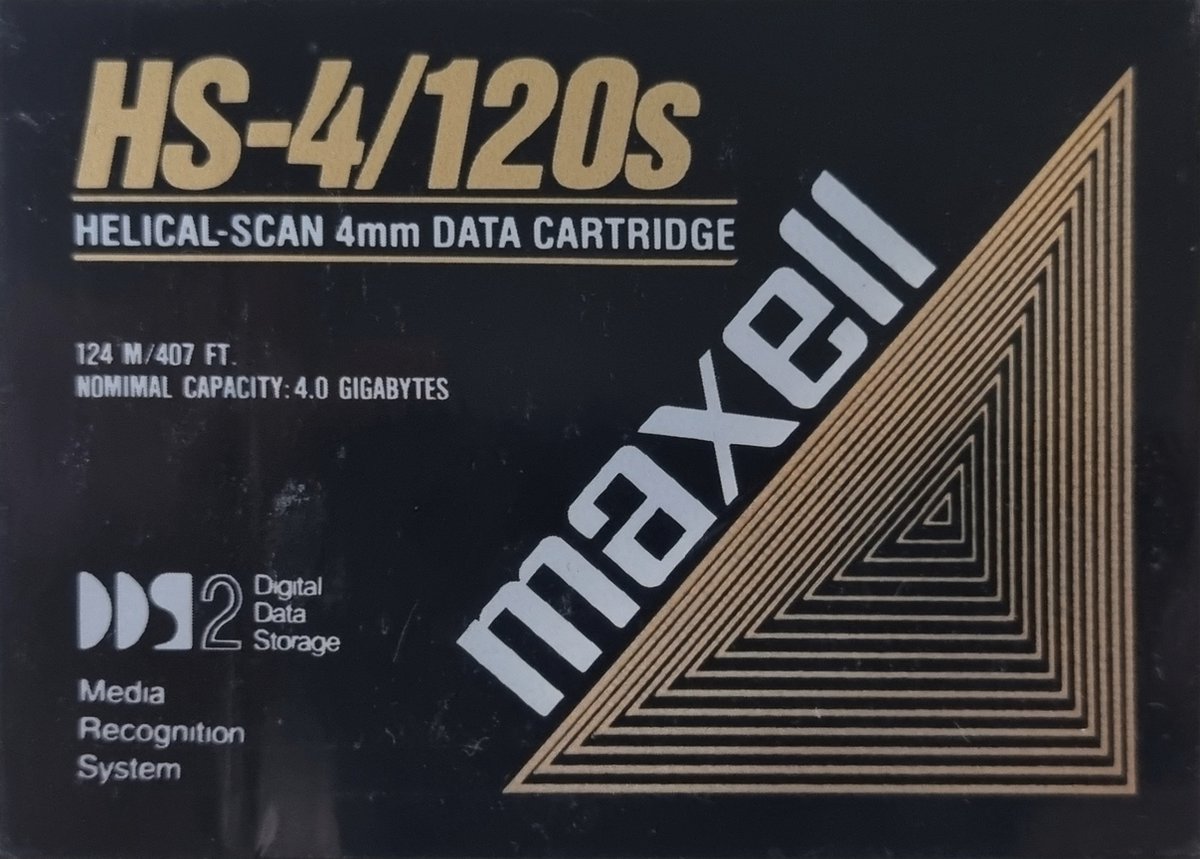 HS-4/120s
HELICAL-SCAN 4mm DATA CARTRIDGE
maxell
124 M/407 FT.
NOMIMAL CAPACITY: 4.0 GIGABYTES
DDS2 Digital
Data
Storage
Media
Recognition
System